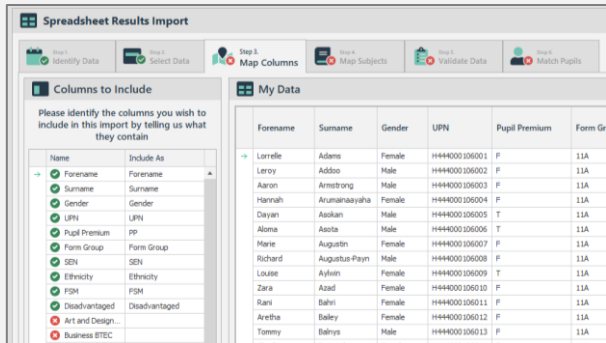 Spreadsheet Results Import
Step 1. Identify Data
Step 2. Select Data
Step 3. Map Columns
Step 4. Map Subjects
Step 5. Validate Data
Step 6. Match Pupils
Columns to Include
Please identify the columns you wish to
include in this import by telling us what
they contain
Name Include As
Forename Forename
Surname Surname
Gender Gender
UPN UPN
Pupil Premium PP
Form Group Form Group
SEN SEN
Ethnicity Ethnicity
FSM FSM
Disadvantaged Disadvantaged
Art and Design...
Business BTEC
My Data
Forename Surname Gender UPN Pupil Premium Form Gr
Lorrelle Adams Female H444000106001 F 11A
Leroy Addoo Male H444000106002 F 11A
Aaron Armstrong Male H444000106003 F 11A
Hannah Arumainaayaha Female H444000106004 F 11A
Dayan Asokan Male H444000106005 T 11A
Aloma Asota Male H444000106006 T 11A
Marie Augustin Female H444000106007 F 11A
Richard Augustus-Payn Male H444000106008 F 11A
Louise Aylwin Female H444000106009 T 11A
Zara Azad Female H444000106010 F 11A
Rani Bahri Female H444000106011 F 11A
Aretha Bailey Female H444000106012 F 11A
Tommy Balnys Male H444000106013 F 11A